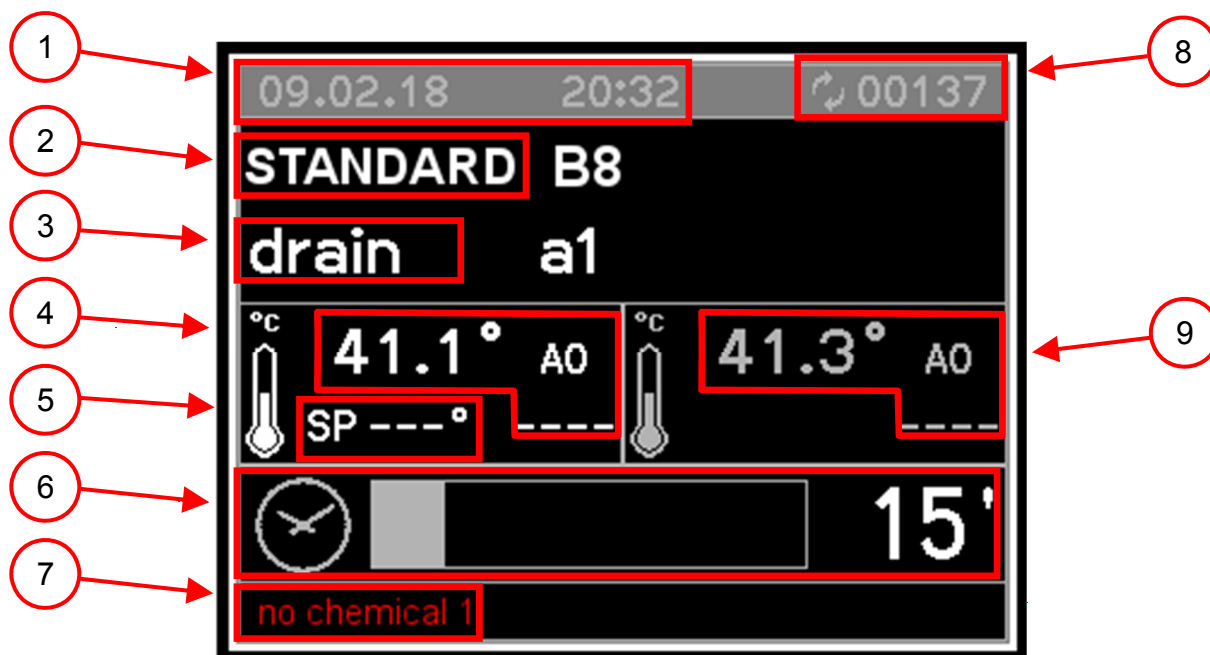 1
8
09.02.18 20:32 00137
2
STANDARD B8
3
drain a1
4
°C 41.1° A0
°C 41.3° A0
9
5
SP ---° ----
----
6
15'
7
no chemical 1